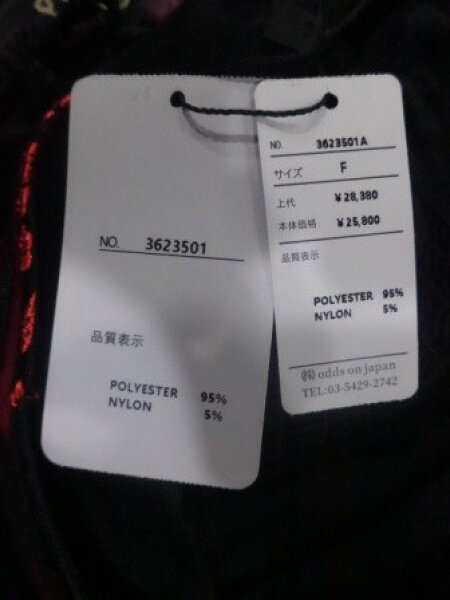 NO. 3623501
品質表示
POLYESTER 95%
NYLON 5%
NO. 3623501A
サイズ F
上代 ￥28,380
本体価格 ￥25,800
品質表示
POLYESTER 95%
NYLON 5%
㈱ odds on japan
TEL:03-5429-2742